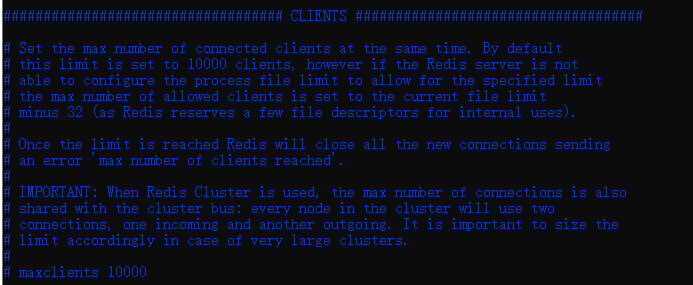 ################################### CLIENTS ####################################
# Set the max number of connected clients at the same time. By default
# this limit is set to 10000 clients, however if the Redis server is not
# able to configure the process file limit to allow for the specified limit
# the max number of allowed clients is set to the current file limit
# minus 32 (as Redis reserves a few file descriptors for internal uses).
#
# Once the limit is reached Redis will close all the new connections sending
# an error 'max number of clients reached'.
#
# IMPORTANT: When Redis Cluster is used, the max number of connections is also
# shared with the cluster bus: every node in the cluster will use two
# connections, one incoming and another outgoing. It is important to size the
# limit accordingly in case of very large clusters.
#
# maxclients 10000